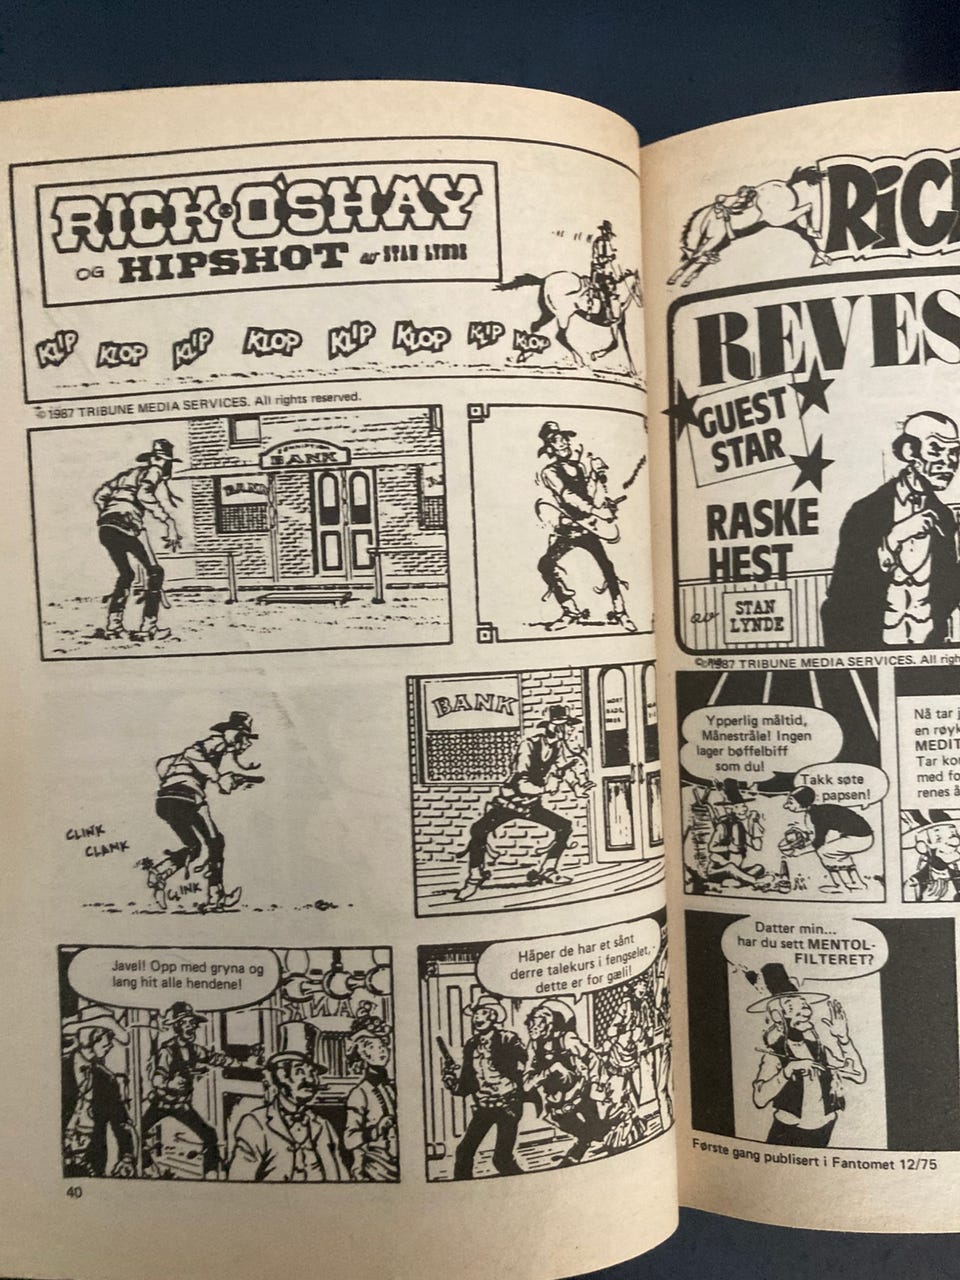 RICK O'SHAY
OG HIPSHOT av STAN LYNDE
KLIP KLOP KLIP KLOP KLIP KLOP KLIP KLOP
©1987 TRIBUNE MEDIA SERVICES. All rights reserved.
BANK
BANK
CLINK
CLANK
CLINK
BANK
Javel! Opp med gryna og
lang hit alle hendene!
BANK
Håper de har et sånt
derre talekurs i fengselet,
dette er for gæli!
40
RIC
REVES
GUEST
STAR
RASKE
HEST
av STAN
LYNDE
1987 TRIBUNE MEDIA SERVICES. All
Ypperlig måltid,
Månestråle! Ingen
lager bøffelbiff
som du!
Takk søte
papsen!
Nå tar
en røyk
MEDIT
Tar
med
renes
Datter min...
har du sett MENTOL-
FILTERET?
Første gang publisert i Fantomet 12/75